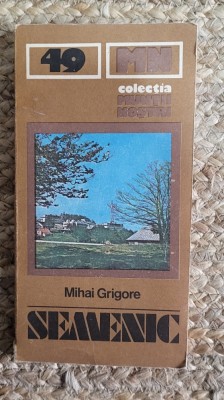 49 MN
colecția
MUNȚII
NOȘTRI
Mihai Grigore
SEMENIC